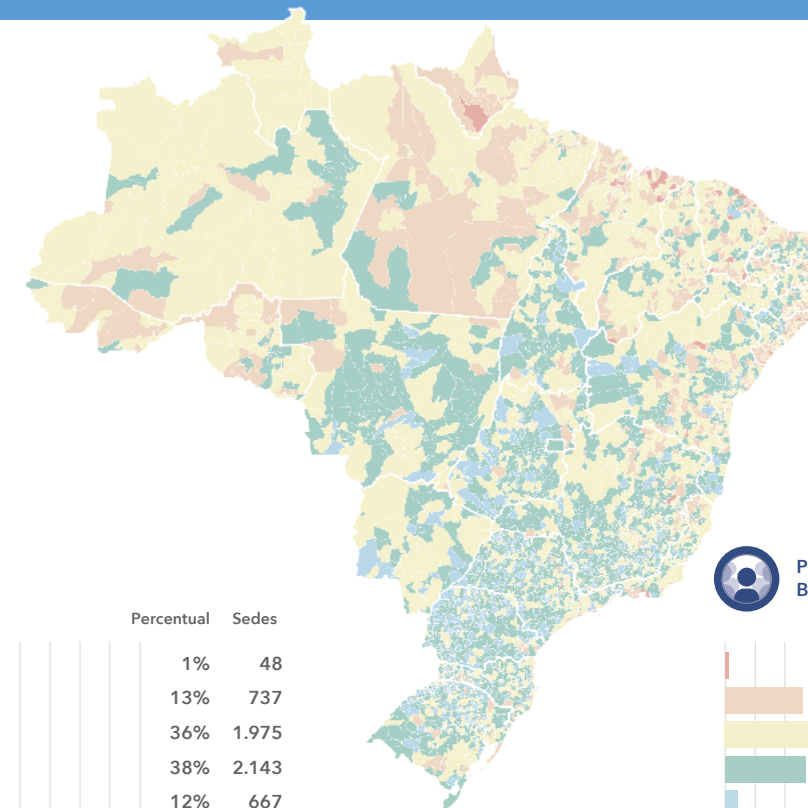 P
B
Percentual Sedes
1% 48
13% 737
36% 1.975
38% 2.143
12% 667